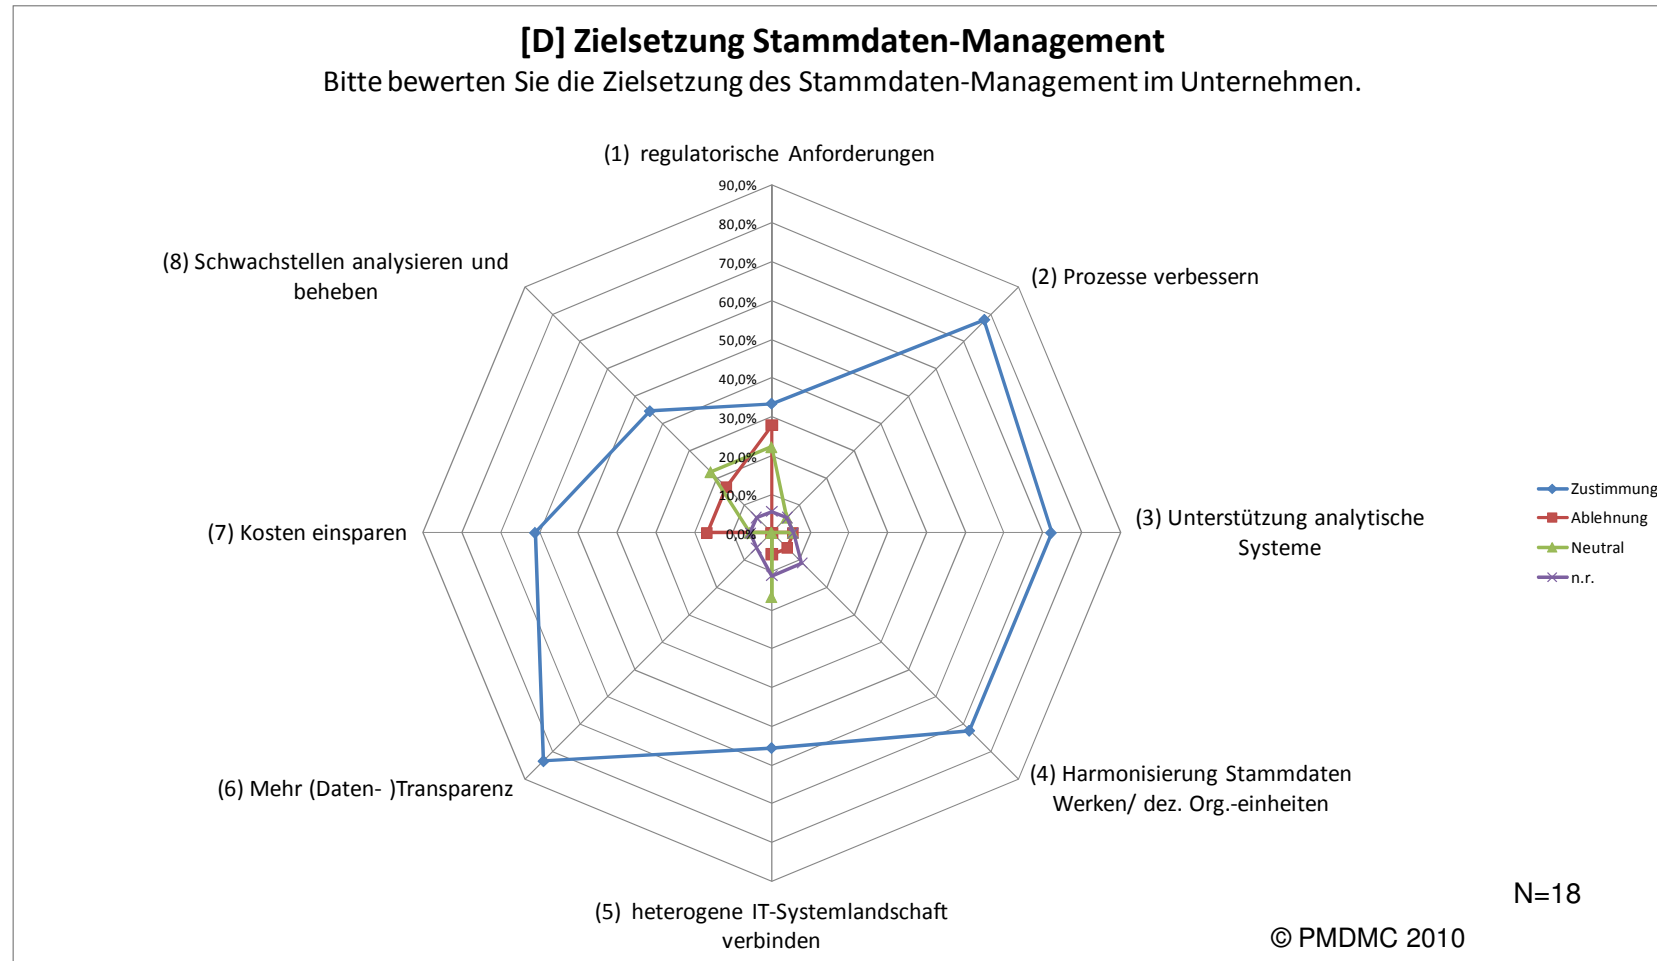 [D] Zielsetzung Stammdaten-Management
Bitte bewerten Sie die Zielsetzung des Stammdaten-Management im Unternehmen.
(1) regulatorische Anforderungen
90,0%
80,0%
70,0%
60,0%
50,0%
40,0%
30,0%
20,0%
10,0%
0,0%
(2) Prozesse verbessern
(3) Unterstützung analytische
Systeme
(4) Harmonisierung Stammdaten
Werken/ dez. Org.-einheiten
(5) heterogene IT-Systemlandschaft
verbinden
(6) Mehr (Daten- )Transparenz
(7) Kosten einsparen
(8) Schwachstellen analysieren und
beheben
Zustimmung
Ablehnung
Neutral
n.r.
N=18
© PMDMC 2010